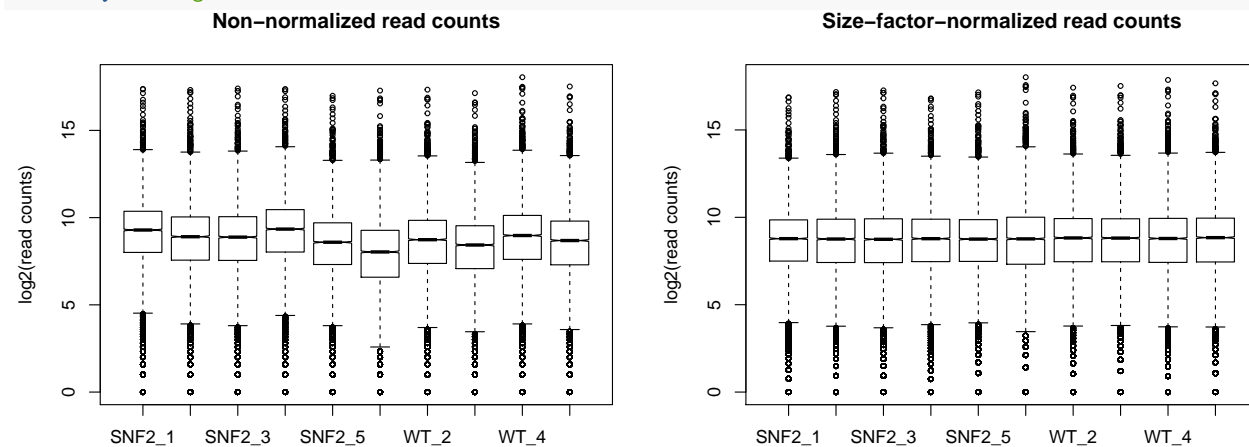 Non−normalized read counts
log2(read counts)
15
10
5
0
SNF2_1 SNF2_3 SNF2_5 WT_2 WT_4
Size−factor−normalized read counts
log2(read counts)
15
10
5
0
SNF2_1 SNF2_3 SNF2_5 WT_2 WT_4